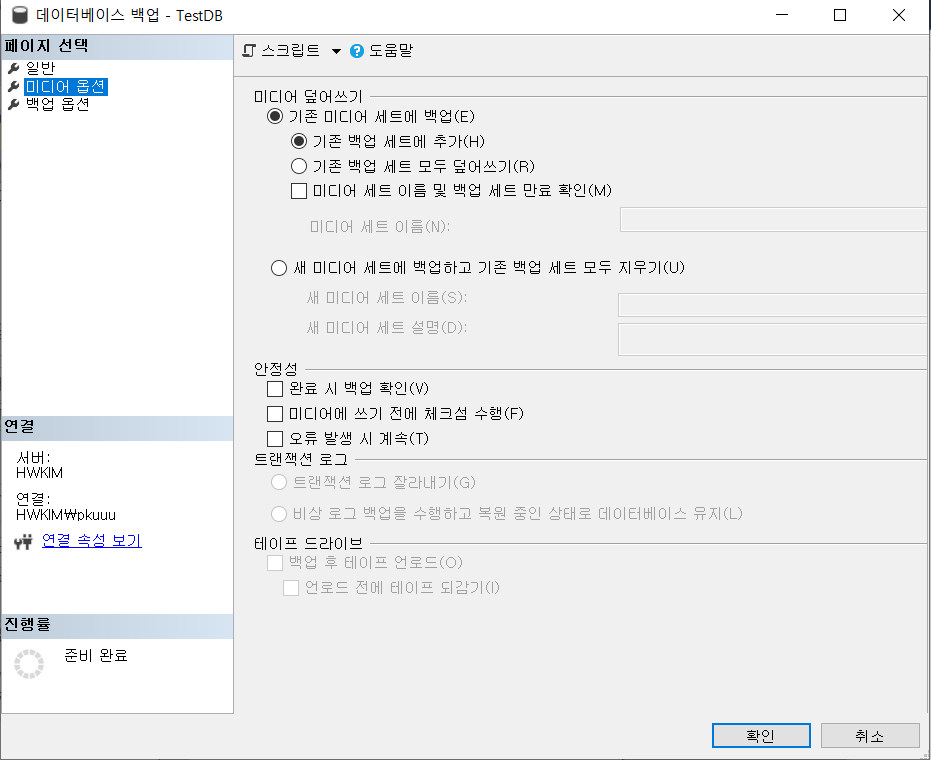 데이터베이스 백업 - TestDB
페이지 선택
일반
미디어 옵션
백업 옵션
스크립트
도움말
미디어 덮어쓰기
기존 미디어 세트에 백업(E)
기존 백업 세트에 추가(H)
기존 백업 세트 모두 덮어쓰기(R)
미디어 세트 이름 및 백업 세트 만료 확인(M)
미디어 세트 이름(N):
새 미디어 세트에 백업하고 기존 백업 세트 모두 지우기(U)
새 미디어 세트 이름(S):
새 미디어 세트 설명(D):
안정성
완료 시 백업 확인(V)
미디어에 쓰기 전에 체크섬 수행(F)
오류 발생 시 계속(T)
트랜잭션 로그
트랜잭션 로그 잘라내기(G)
비상 로그 백업을 수행하고 복원 중인 상태로 데이터베이스 유지(L)
테이프 드라이브
백업 후 테이프 언로드(O)
언로드 전에 테이프 되감기(I)
연결
서버:
HWKIM
연결:
HWKIM₩pkuuu
연결 속성 보기
진행률
준비 완료
확인
취소